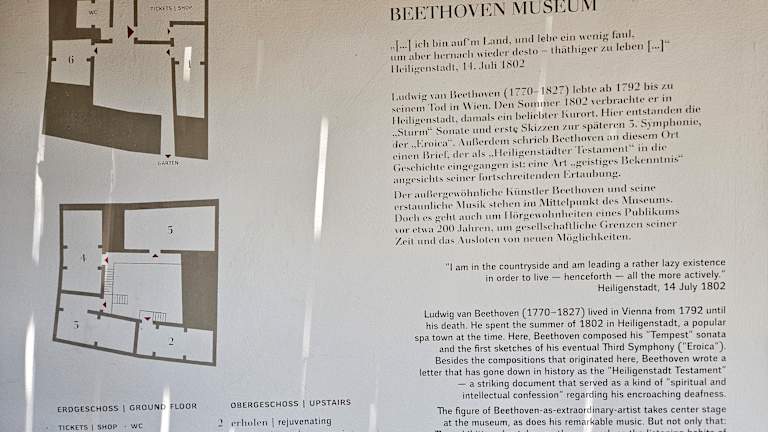 WC
TICKETS | SHOP
6
1
GARTEN
5
4
3
2
ERDGESCHOSS | GROUND FLOOR
· TICKETS | SHOP · WC
OBERGESCHOSS | UPSTAIRS
2 erholen | rejuvenating
BEETHOVEN MUSEUM
„[...] ich bin auf'm Land, und lebe ein wenig faul,
um aber hernach wieder desto – thäthiger zu leben [...]“
Heiligenstadt, 14. Juli 1802
Ludwig van Beethoven (1770–1827) lebte ab 1792 bis zu
seinem Tod in Wien. Den Sommer 1802 verbrachte er in
Heiligenstadt, damals ein beliebter Kurort. Hier entstanden die
„Sturm“ Sonate und erste Skizzen zur späteren 3. Symphonie,
der „Eroica“. Außerdem schrieb Beethoven an diesem Ort
einen Brief, der als „Heiligenstädter Testament“ in die
Geschichte eingegangen ist: eine Art „geistiges Bekenntnis“
angesichts seiner fortschreitenden Ertaubung.
Der außergewöhnliche Künstler Beethoven und seine
erstaunliche Musik stehen im Mittelpunkt des Museums.
Doch es geht auch um Hörgewohnheiten eines Publikums
vor etwa 200 Jahren, um gesellschaftliche Grenzen seiner
Zeit und das Ausloten von neuen Möglichkeiten.
"I am in the countryside and am leading a rather lazy existence
in order to live — henceforth — all the more actively."
Heiligenstadt, 14 July 1802
Ludwig van Beethoven (1770–1827) lived in Vienna from 1792 until
his death. He spent the summer of 1802 in Heiligenstadt, a popular
spa town at the time. Here, Beethoven composed his "Tempest" sonata
and the first sketches of his eventual Third Symphony ("Eroica").
Besides the compositions that originated here, Beethoven wrote a
letter that has gone down in history as the "Heiligenstadt Testament"
— a striking document that served as a kind of "spiritual and
intellectual confession" regarding his encroaching deafness.
The figure of Beethoven-as-extraordinary-artist takes center stage
at the museum, as does his remarkable music. But not only that: